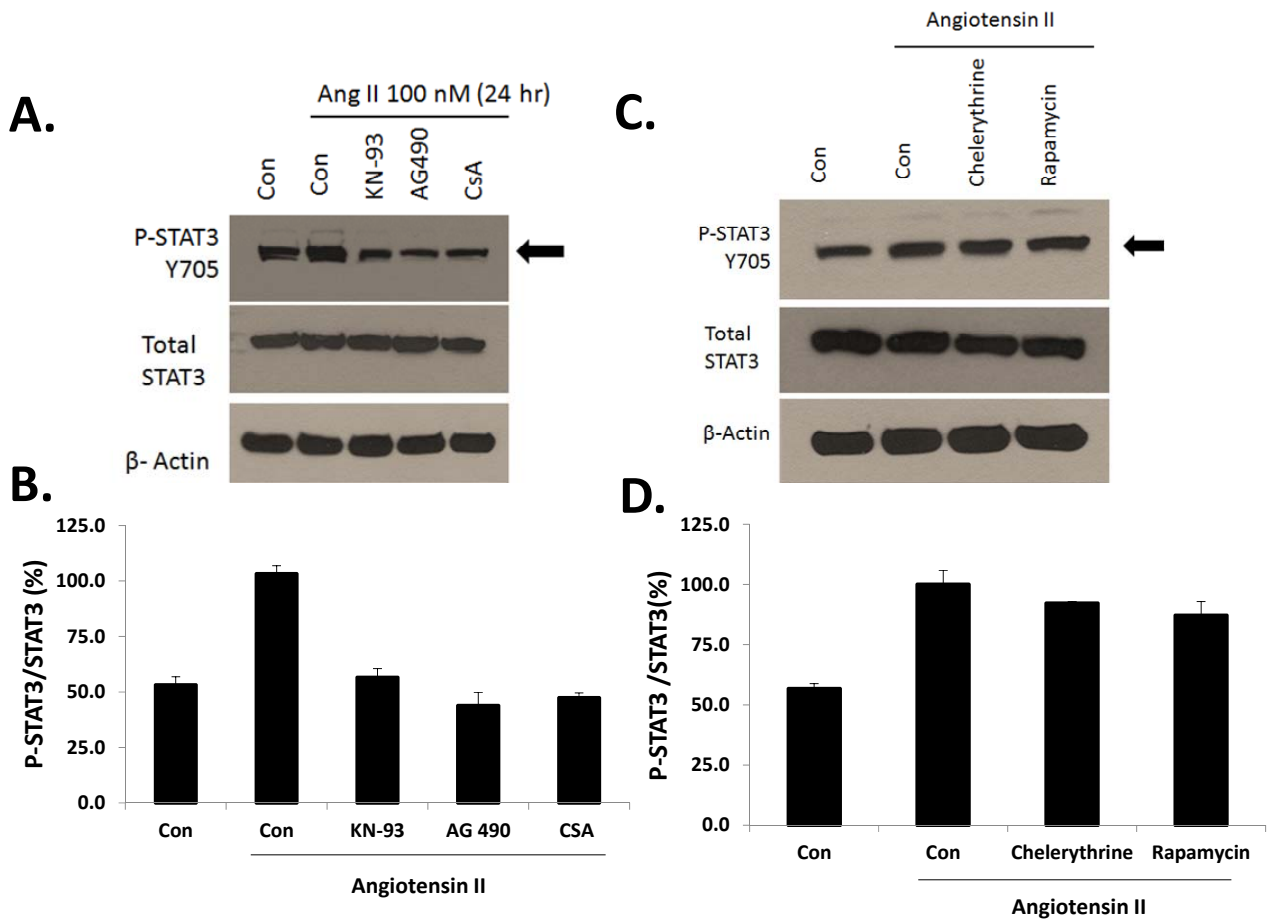 A.
Ang II 100 nM (24 hr)
Con
Con
KN-93
AG490
CsA
P-STAT3
Y705
Total
STAT3
β- Actin
B.
P-STAT3/STAT3 (%)
125.0
100.0
75.0
50.0
25.0
0.0
Con
Con
KN-93
AG 490
CSA
Angiotensin II
C.
Angiotensin II
Con
Con
Chelerythrine
Rapamycin
P-STAT3
Y705
Total
STAT3
β-Actin
D.
P-STAT3 /STAT3(%)
125.0
100.0
75.0
50.0
25.0
0.0
Con
Con
Chelerythrine
Rapamycin
Angiotensin II